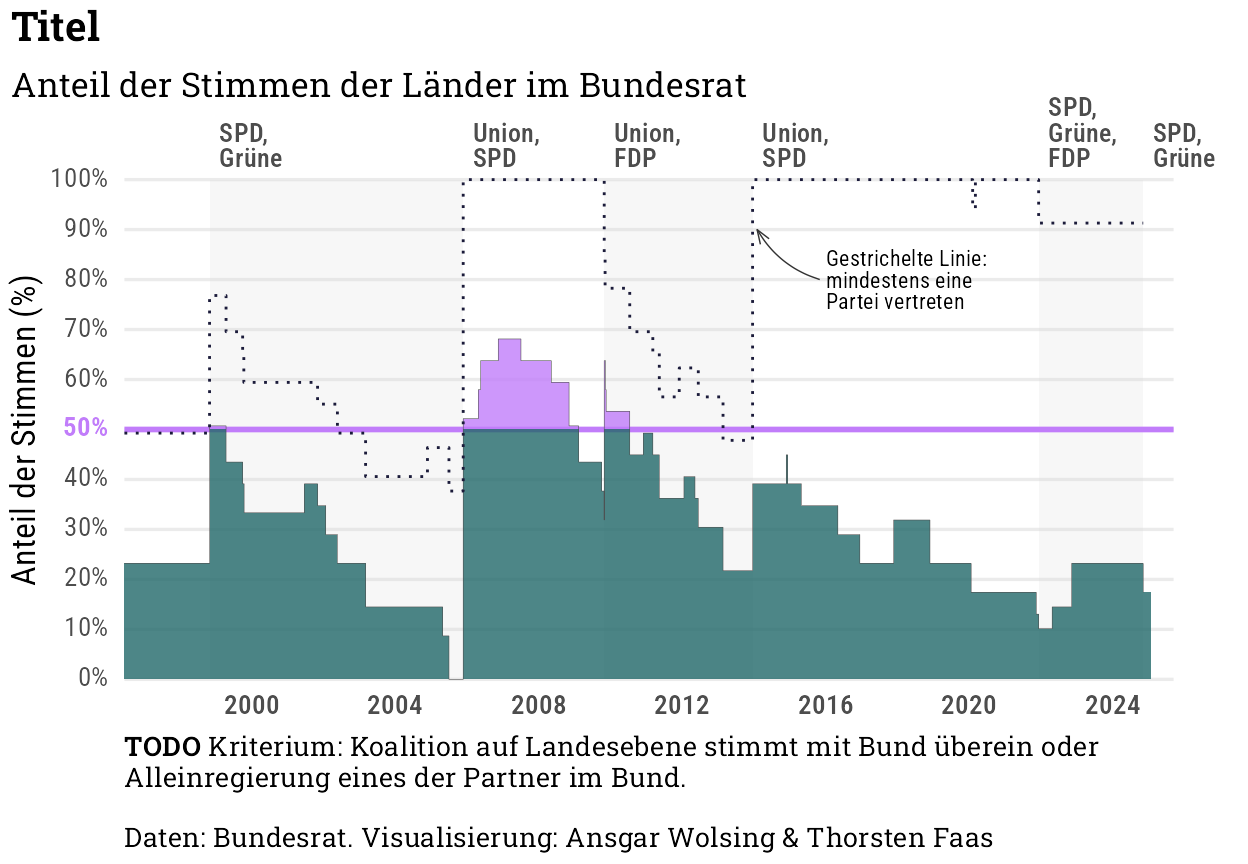 Titel
Anteil der Stimmen der Länder im Bundesrat
SPD,
Grüne
Union,
SPD
Union,
FDP
Union,
SPD
SPD,
Grüne,
FDP
SPD,
Grüne
Anteil der Stimmen (%)
100%
90%
80%
70%
60%
50%
40%
30%
20%
10%
0%
Gestrichelte Linie:
mindestens eine
Partei vertreten
2000
2004
2008
2012
2016
2020
2024
TODO Kriterium: Koalition auf Landesebene stimmt mit Bund überein oder
Alleinregierung eines der Partner im Bund.
Daten: Bundesrat. Visualisierung: Ansgar Wolsing & Thorsten Faas